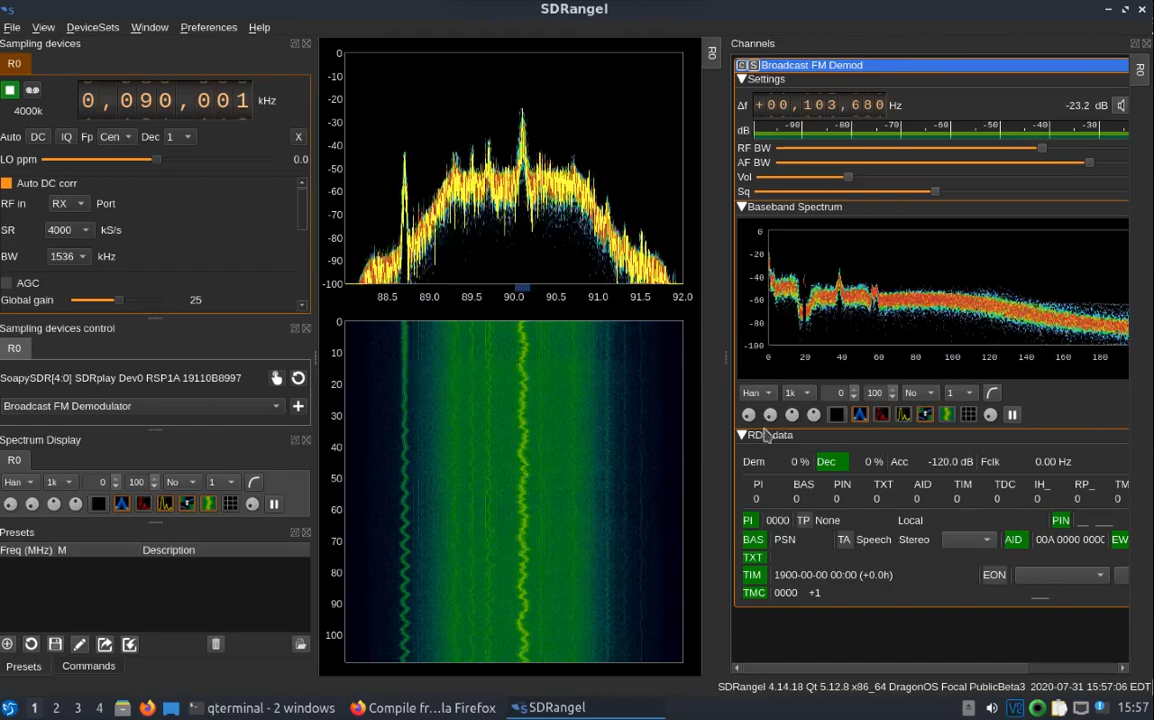 SDRangel
File View DeviceSets Window Preferences Help
Sampling devices
R0
4000k
0,090,001 kHz
Auto DC IQ Fp Cen Dec 1 X
LO ppm 0.0
Auto DC corr
RF in RX Port
SR 4000 kS/s
BW 1536 kHz
AGC
Global gain 25
Sampling devices control
R0
SoapySDR[4:0] SDRplay Dev0 RSP1A 19110B8997
Broadcast FM Demodulator
Spectrum Display
R0
Han 1k 0 100 No 1
Presets
Freq (MHz) M Description
Presets Commands
R0
0
-10
-20
-30
-40
-50
-60
-70
-80
-90
-100
88.5 89.0 89.5 90.0 90.5 91.0 91.5 92.0
0
10
20
30
40
50
60
70
80
90
100
Channels
R0
C S Broadcast FM Demod
Settings
Δf +00,103,680 Hz -23.2 dB
dB -90 -80 -70 -60 -50 -40 -30
RF BW
AF BW
Vol
Sq
Baseband Spectrum
0
-20
-40
-60
-80
-100
0 20 40 60 80 100 120 140 160 180
Han 1k 0 100 No 1
data
Dem 0 % Dec 0 % Acc -120.0 dB Fclk 0.00 Hz
PI BAS PIN TXT AID TIM TDC IH_ RP_ TM
0 0 0 0 0 0 0 0 0 0
PI 0000 TP None Local PIN __ ___
BAS PSN TA Speech Stereo AID 00A 0000 0000 EW
TXT
TIM 1900-00-00 00:00 (+0.0h) EON
TMC 0000 +1 ___
SDRangel 4.14.18 Qt 5.12.8 x86_64 DragonOS Focal PublicBeta3 2020-07-31 15:57:06 EDT
1 2 3 4 qterminal - 2 windows Compile fr…la Firefox SDRangel 15:57